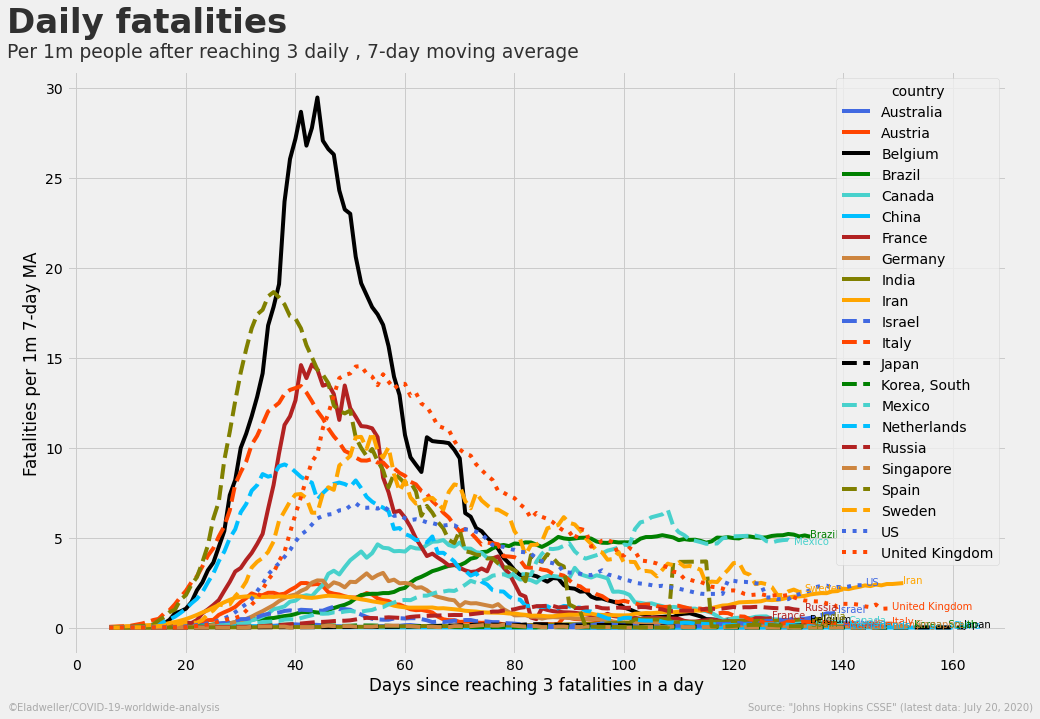 Daily fatalities
Per 1m people after reaching 3 daily , 7-day moving average
Fatalities per 1m 7-day MA
30
25
20
15
10
5
0
0 20 40 60 80 100 120 140 160
Days since reaching 3 fatalities in a day
country
Australia
Austria
Belgium
Brazil
Canada
China
France
Germany
India
Iran
Israel
Italy
Japan
Korea, South
Mexico
Netherlands
Russia
Singapore
Spain
Sweden
US
United Kingdom
Brazil
Mexico
US
Iran
Russia
Israel
United Kingdom
France
Belgium
Canada
Italy
Japan
©Eladweller/COVID-19-worldwide-analysis
Source: "Johns Hopkins CSSE" (latest data: July 20, 2020)